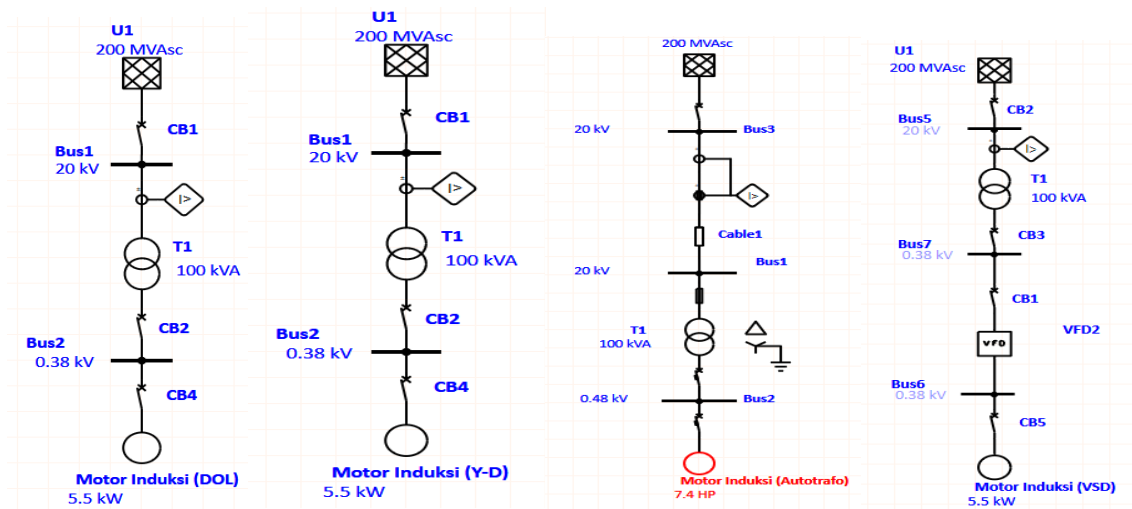 U1
200 MVAsc
CB1
Bus1
20 kV
I>
T1
100 kVA
CB2
Bus2
0.38 kV
CB4
Motor Induksi (DOL)
5.5 kW
U1
200 MVAsc
CB1
Bus1
20 kV
I>
T1
100 kVA
CB2
Bus2
0.38 kV
CB4
Motor Induksi (Y-D)
5.5 kW
200 MVAsc
20 kV
Bus3
I>
Cable1
Bus1
20 kV
T1
100 kVA
0.48 kV
Bus2
Motor Induksi (Autotrafo)
7.4 HP
U1
200 MVAsc
CB2
Bus5
20 kV
I>
T1
100 kVA
CB3
Bus7
0.38 kV
CB1
VFD2
VFD
Bus6
0.38 kV
CB5
Motor Induksi (VSD)
5.5 kW